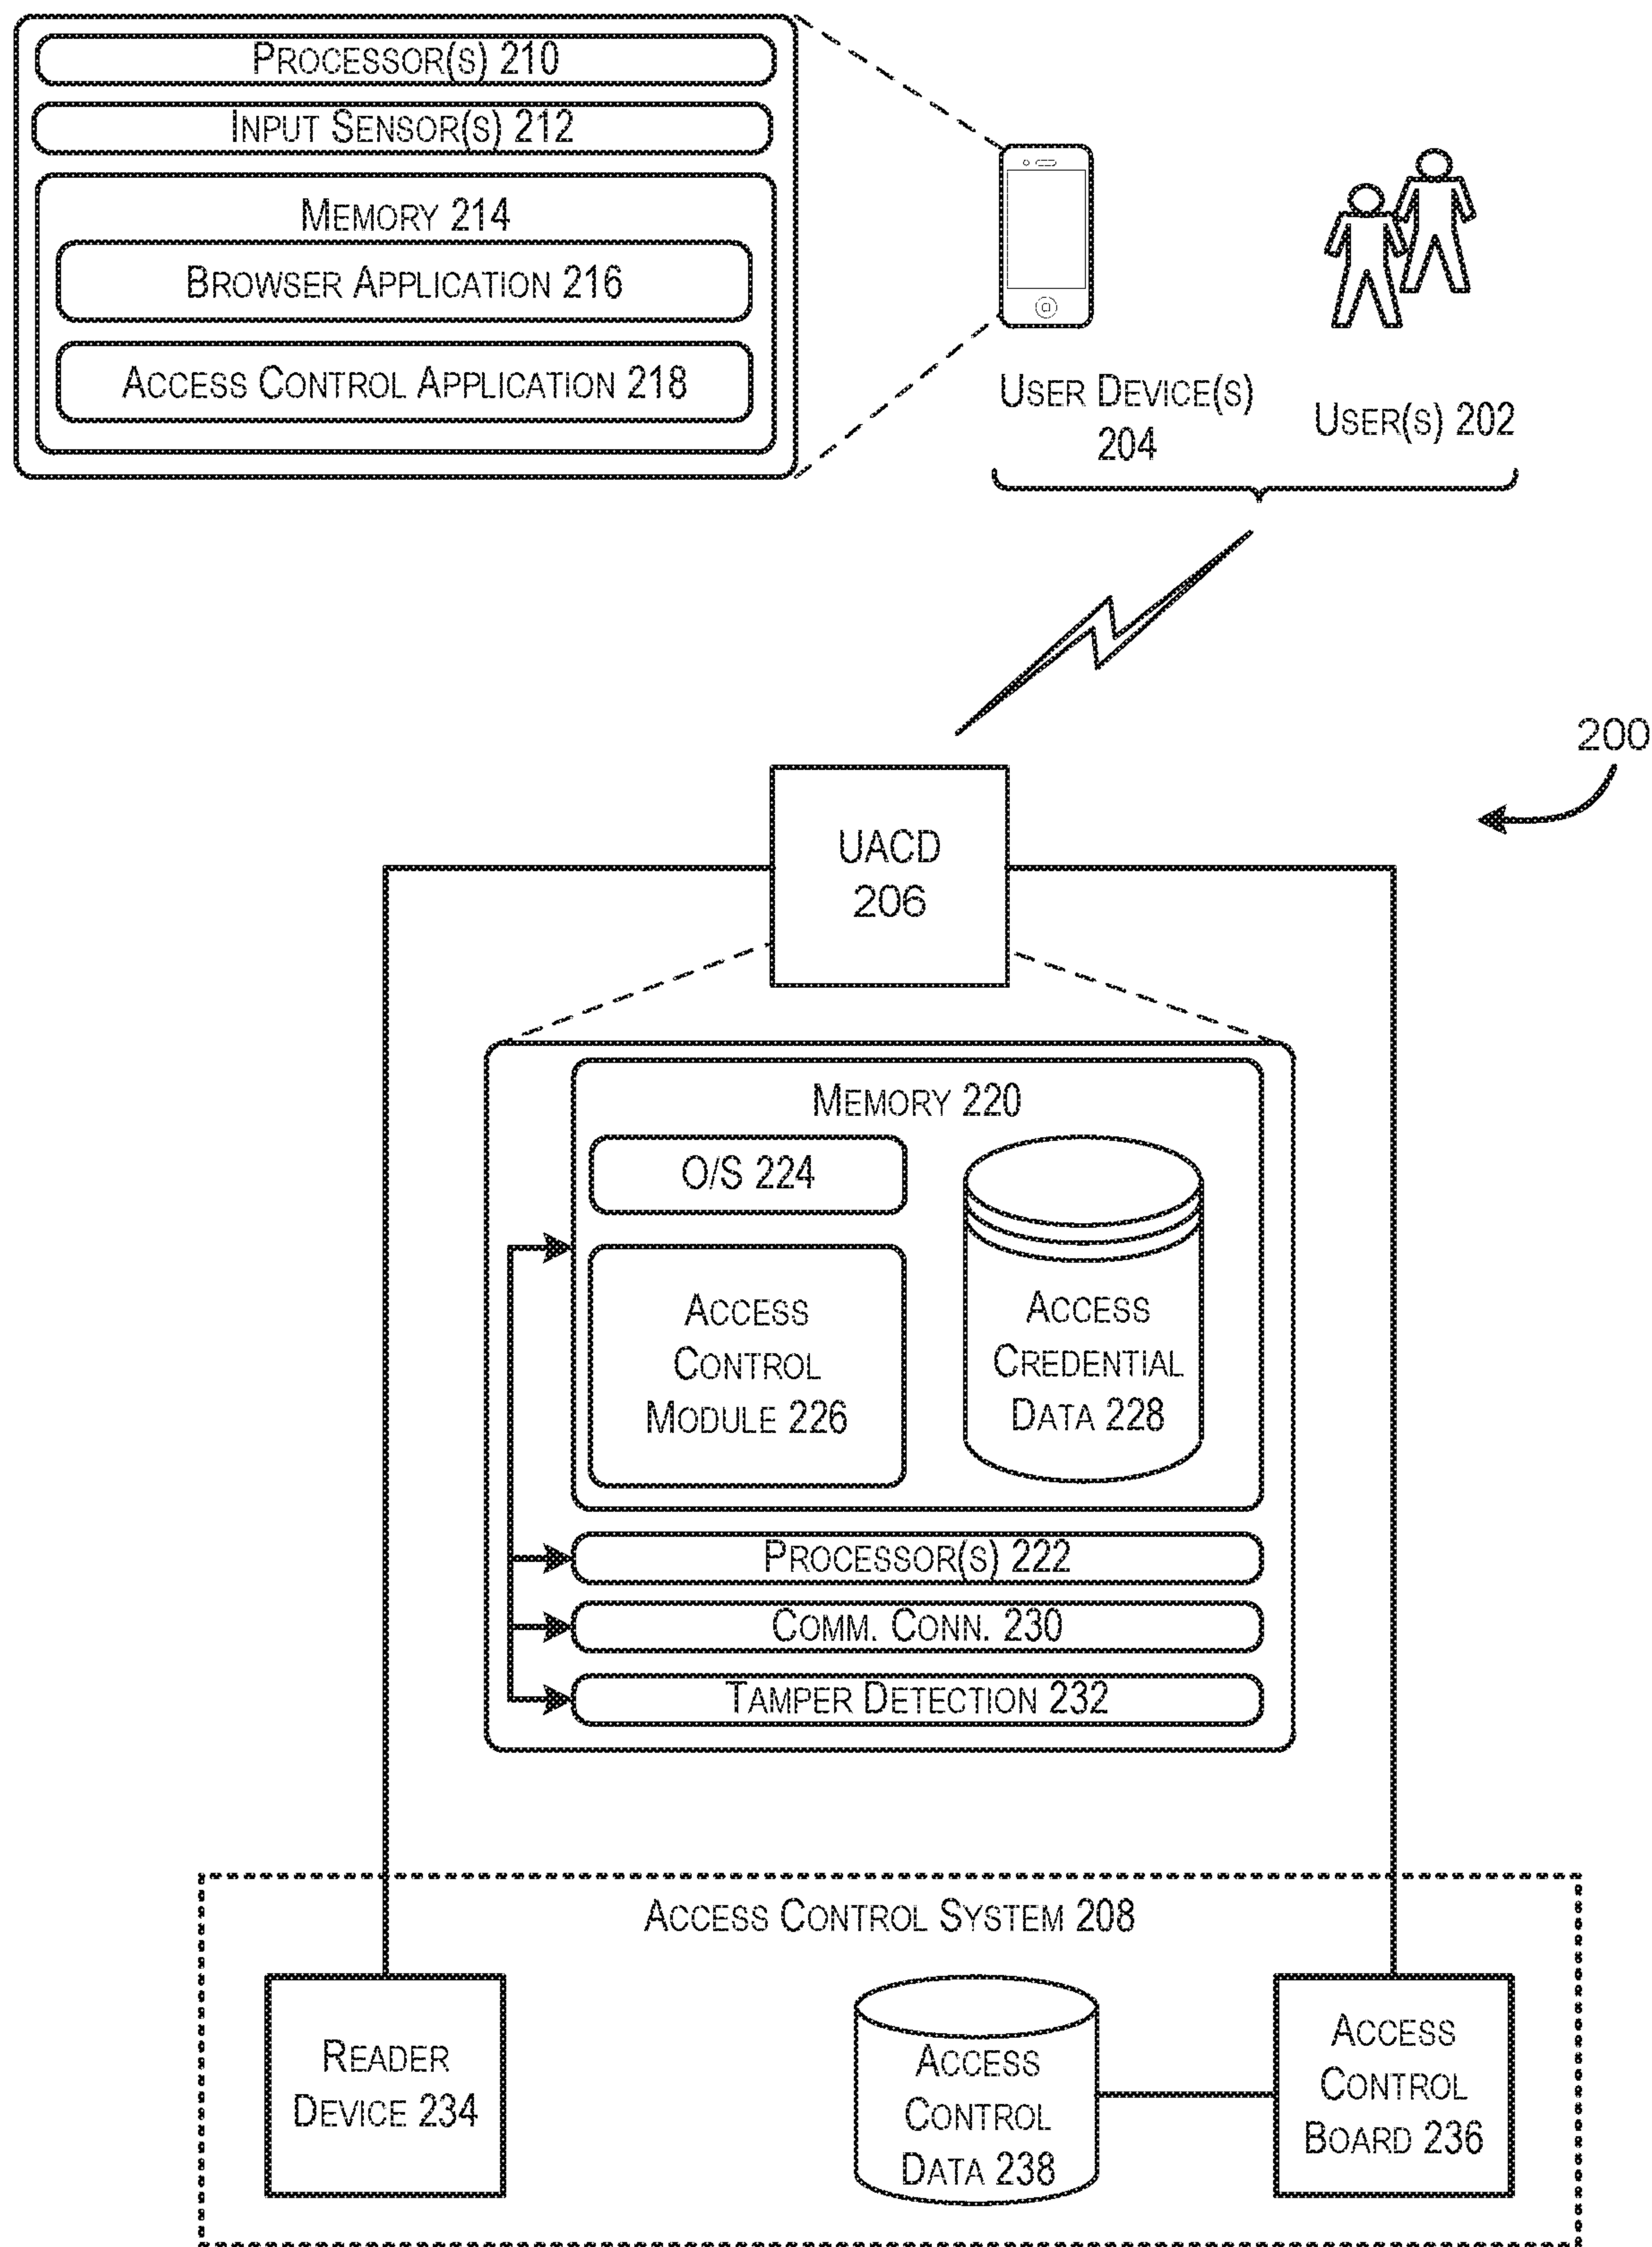 PROCESSOR(S) 210
INPUT SENSOR(S) 212
MEMORY 214
BROWSER APPLICATION 216
ACCESS CONTROL APPLICATION 218
USER DEVICE(S)
204
USER(S) 202
200
UACD
206
MEMORY 220
O/S 224
ACCESS
CONTROL
MODULE 226
ACCESS
CREDENTIAL
DATA 228
PROCESSOR(S) 222
COMM. CONN. 230
TAMPER DETECTION 232
ACCESS CONTROL SYSTEM 208
READER
DEVICE 234
ACCESS
CONTROL
DATA 238
ACCESS
CONTROL
BOARD 236